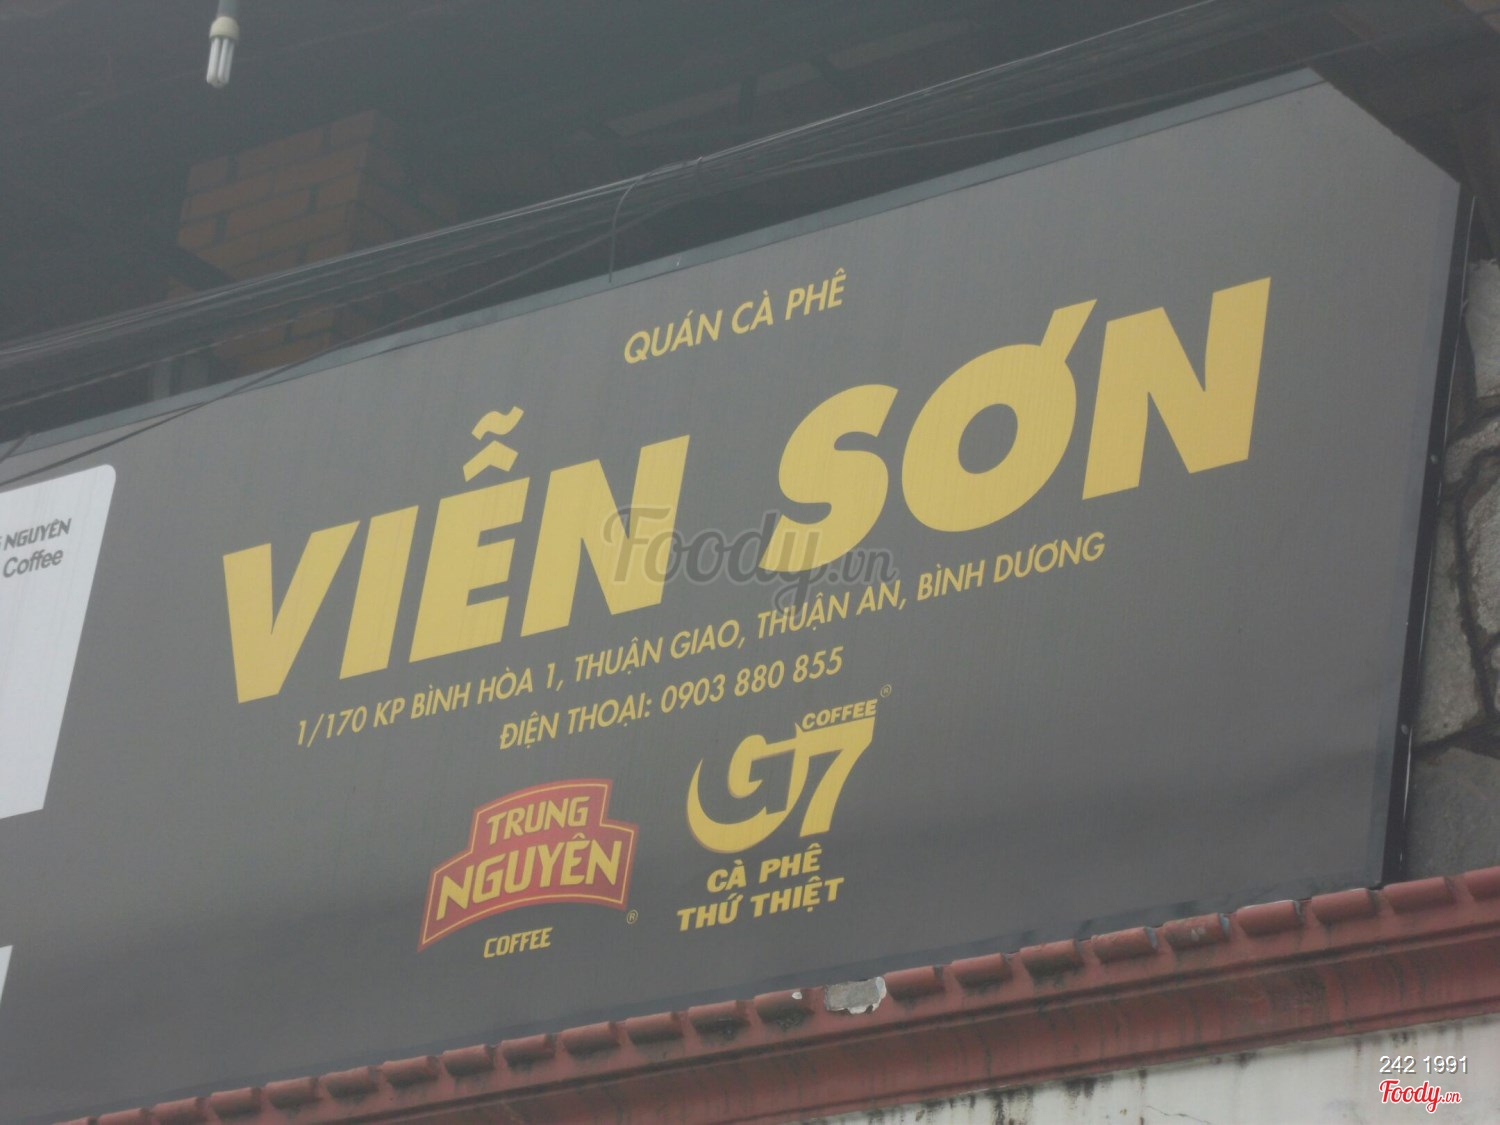 QUÁN CÀ PHÊ
VIỄN SƠN
1/170 KP BÌNH HÒA 1, THUẬN GIAO, THUẬN AN, BÌNH DƯƠNG
ĐIỆN THOẠI: 0903 880 855
NGUYÊN
Coffee
TRUNG
NGUYÊN
®
COFFEE
COFFEE ®
G7
CÀ PHÊ
THỨ THIỆT
Foody.vn
242 1991
Foody.vn